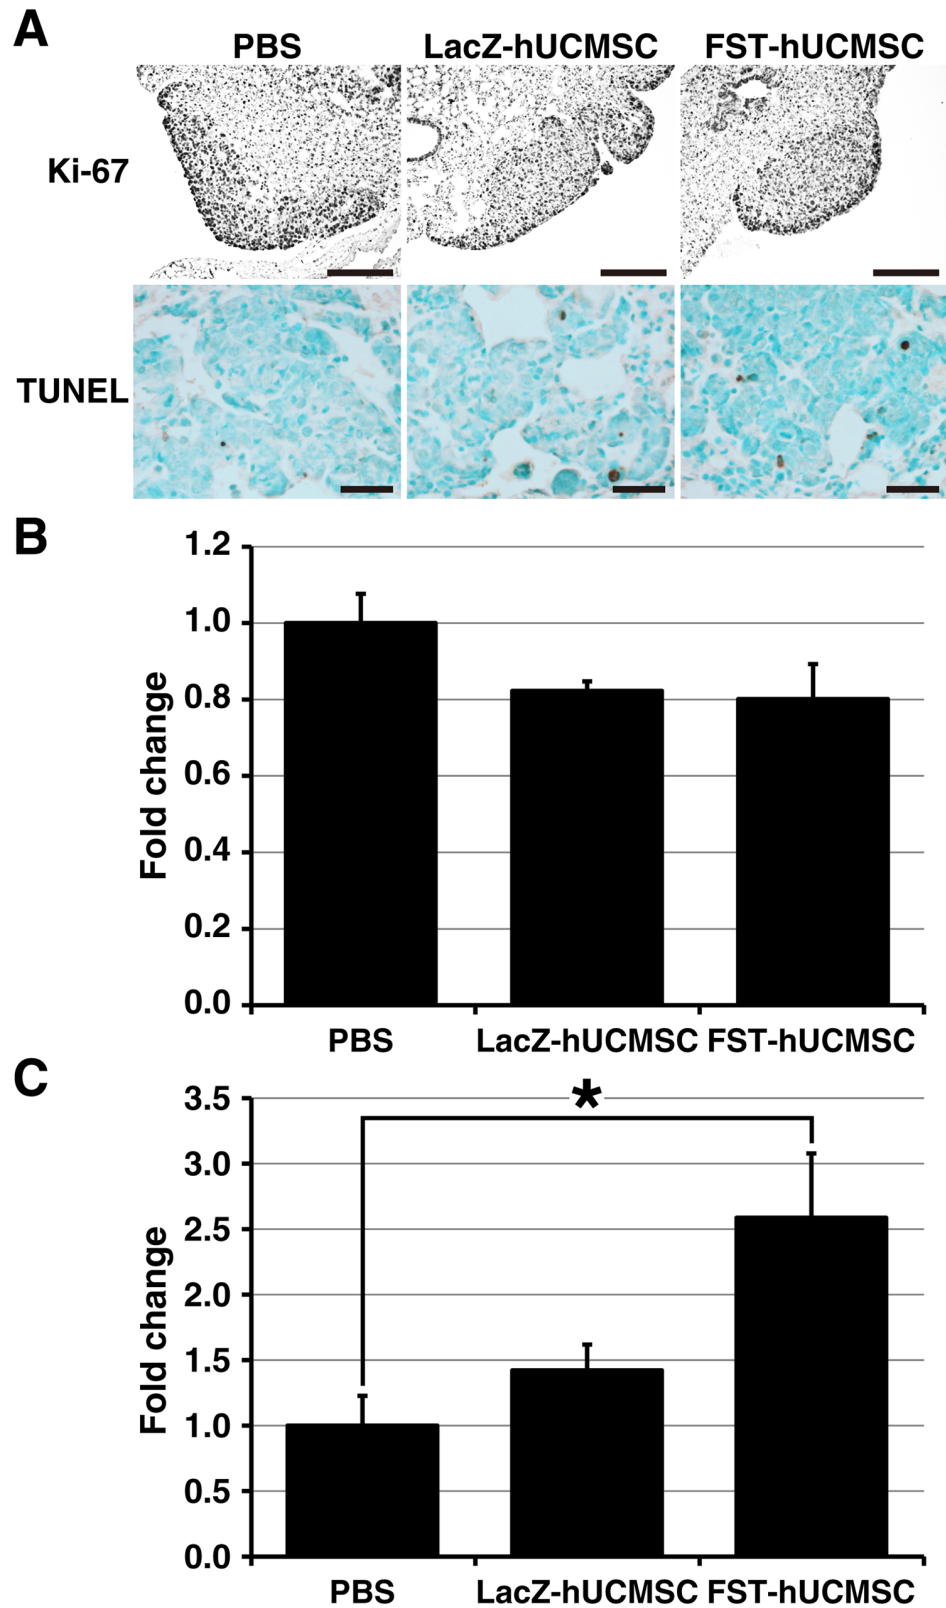 A
PBS LacZ-hUCMSC FST-hUCMSC
Ki-67
TUNEL
B
1.2
1.0
0.8
0.6
0.4
0.2
0.0
Fold change
PBS LacZ-hUCMSC FST-hUCMSC
C
*
3.5
3.0
2.5
2.0
1.5
1.0
0.5
0.0
Fold change
PBS LacZ-hUCMSC FST-hUCMSC